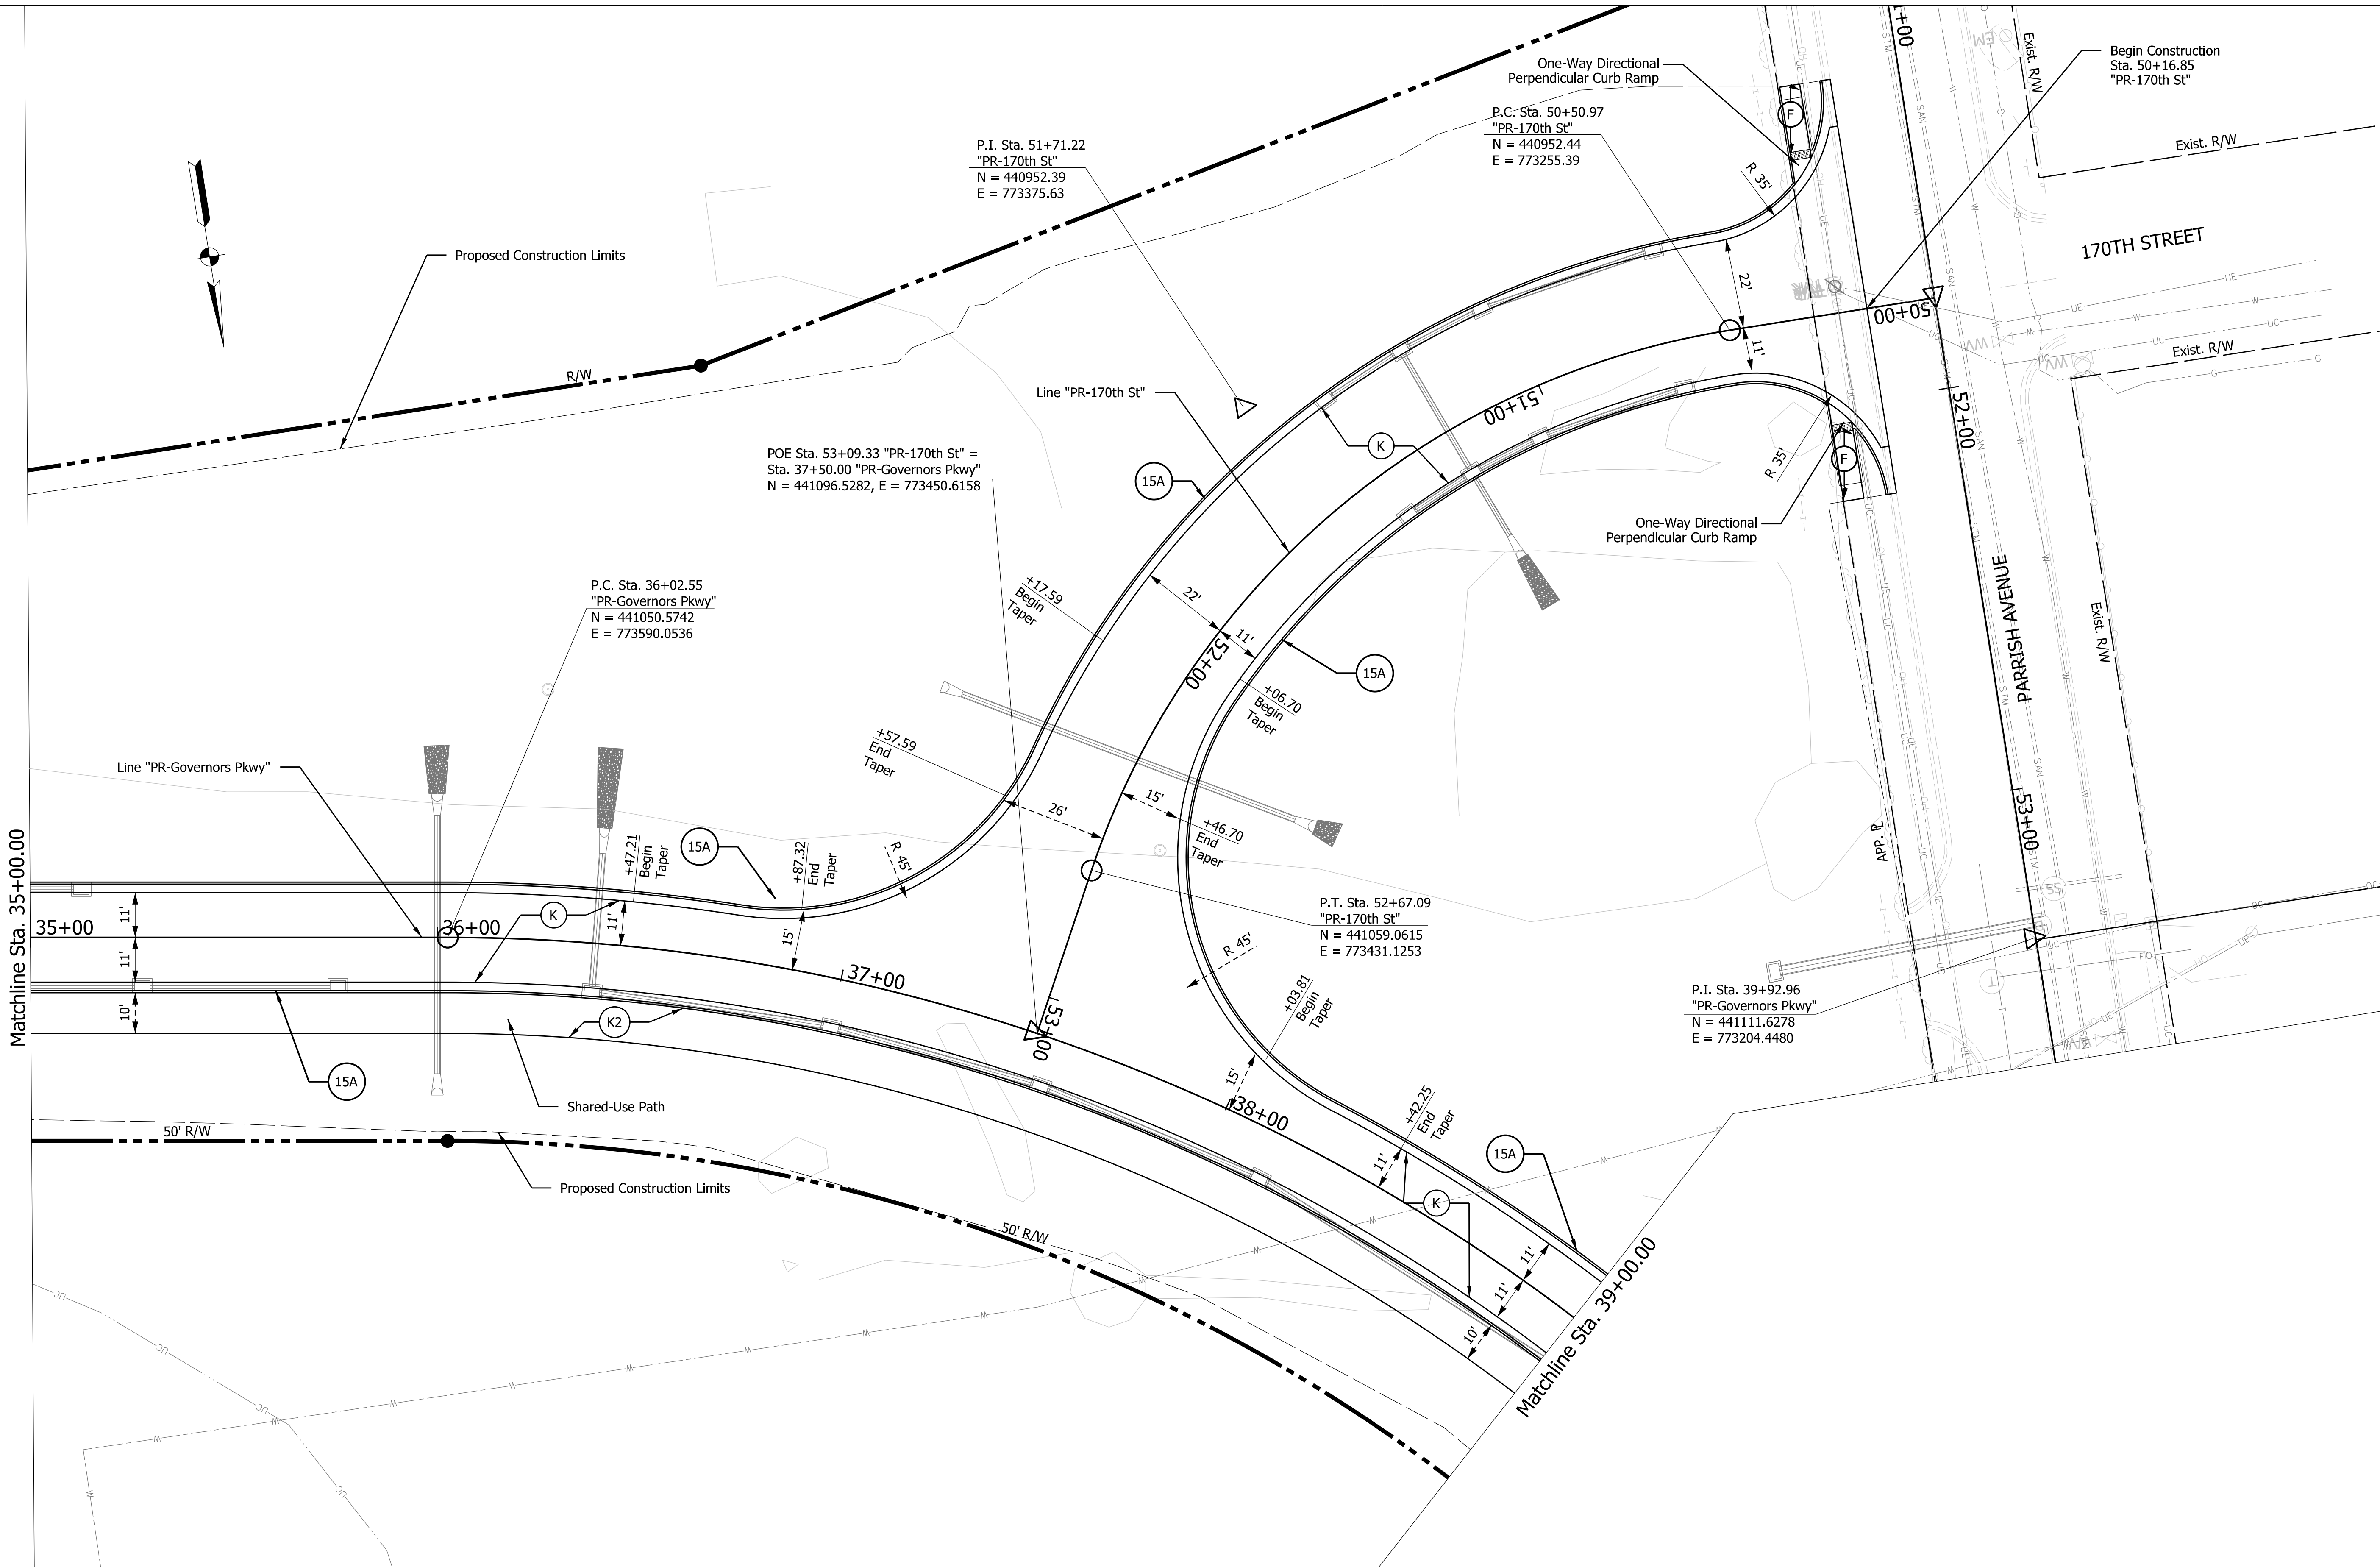 One-Way Directional
Perpendicular Curb Ramp
Begin Construction
Sta. 50+16.85
"PR-170th St"
Exist. R/W
Exist. R/W
EM
F
P.C. Sta. 50+50.97
"PR-170th St"
N = 440952.44
E = 773255.39
P.I. Sta. 51+71.22
"PR-170th St"
N = 440952.39
E = 773375.63
R 35'
22'
11'
50+00
170TH STREET
Proposed Construction Limits
R/W
Line "PR-170th St"
51+00
K
Exist. R/W
52+00
POE Sta. 53+09.33 "PR-170th St" =
Sta. 37+50.00 "PR-Governors Pkwy"
N = 441096.5282, E = 773450.6158
15A
R 35'
F
One-Way Directional
Perpendicular Curb Ramp
P.C. Sta. 36+02.55
"PR-Governors Pkwy"
N = 441050.5742
E = 773590.0536
+17.59
Begin
Taper
22'
11'
52+00
15A
+06.70
Begin
Taper
PARRISH AVENUE
Exist. R/W
+57.59
End
Taper
26'
15'
+46.70
End
Taper
Line "PR-Governors Pkwy"
53+00
APP. R
Matchline Sta. 35+00.00
15A
+47.21
Begin
Taper
+87.32
End
Taper
R 45'
11'
35+00
11'
10'
36+00
K
11'
15'
37+00
P.T. Sta. 52+67.09
"PR-170th St"
N = 441059.0615
E = 773431.1253
R 45'
+03.81
Begin
Taper
P.I. Sta. 39+92.96
"PR-Governors Pkwy"
N = 441111.6278
E = 773204.4480
K2
53+00
15A
Shared-Use Path
15'
38+00
+42.25
End
Taper
50' R/W
11'
15A
Proposed Construction Limits
K
50' R/W
11'
11'
10'
Matchline Sta. 39+00.00